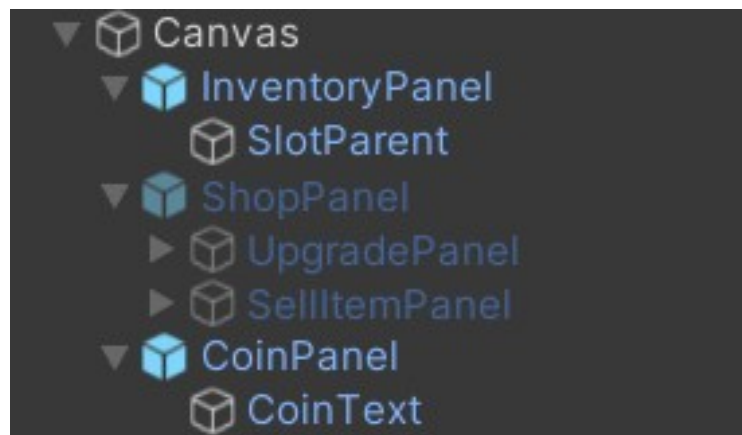 Canvas
InventoryPanel
SlotParent
ShopPanel
UpgradePanel
SellItemPanel
CoinPanel
CoinText